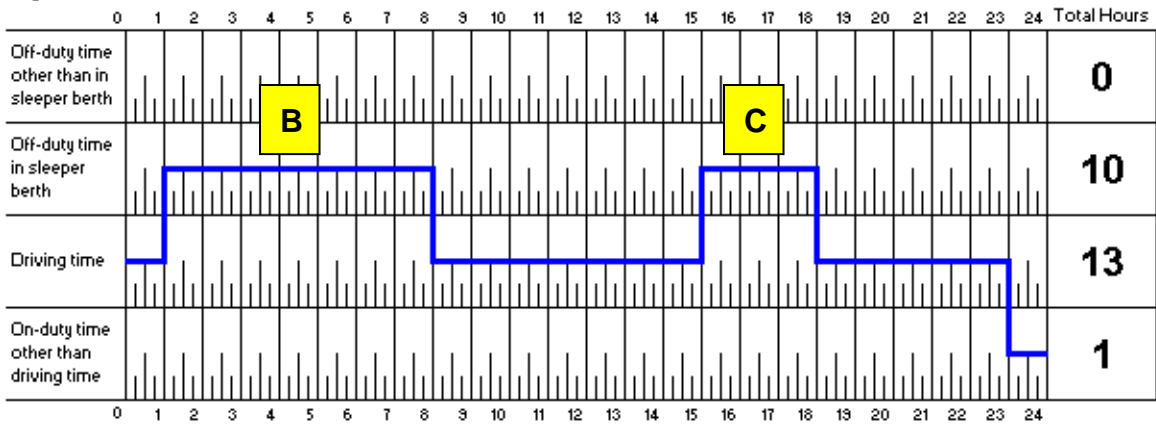 0 1 2 3 4 5 6 7 8 9 10 11 12 13 14 15 16 17 18 19 20 21 22 23 24 Total Hours
Off-duty time
other than in
sleeper berth
0
B
C
Off-duty time
in sleeper
berth
10
Driving time
13
On-duty time
other than
driving time
1
0 1 2 3 4 5 6 7 8 9 10 11 12 13 14 15 16 17 18 19 20 21 22 23 24